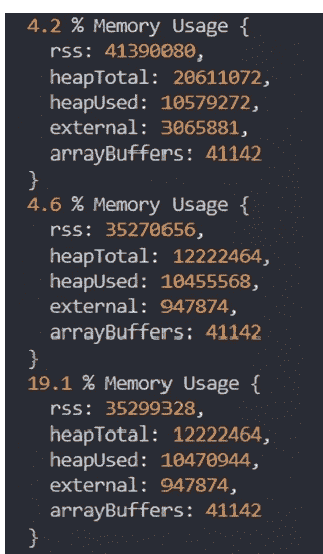 4.2 % Memory Usage {
rss: 41390080,
heapTotal: 20611072,
heapUsed: 10579272,
external: 3065881,
arrayBuffers: 41142
}
4.6 % Memory Usage {
rss: 35270656,
heapTotal: 12222464,
heapUsed: 10455568,
external: 947874,
arrayBuffers: 41142
}
19.1 % Memory Usage {
rss: 35299328,
heapTotal: 12222464,
heapUsed: 10470944,
external: 947874,
arrayBuffers: 41142
}